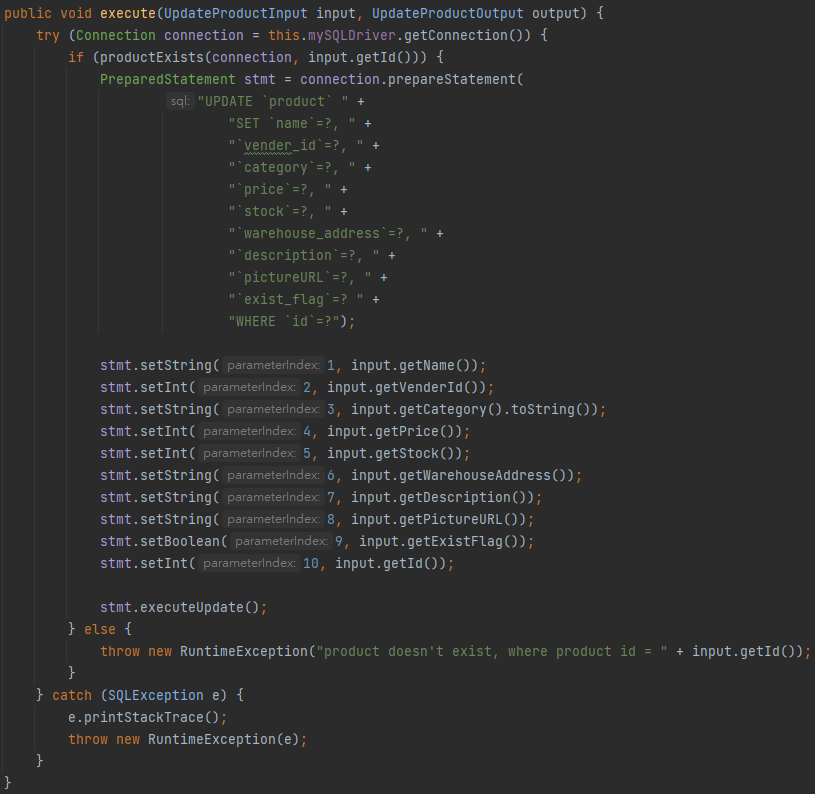 public void execute(UpdateProductInput input, UpdateProductOutput output) {
    try (Connection connection = this.mySQLDriver.getConnection()) {
        if (productExists(connection, input.getId())) {
            PreparedStatement stmt = connection.prepareStatement(
                    sql: "UPDATE `product` " +
                            "SET `name`=?, " +
                            "`vender_id`=?, " +
                            "`category`=?, " +
                            "`price`=?, " +
                            "`stock`=?, " +
                            "`warehouse_address`=?, " +
                            "`description`=?, " +
                            "`pictureURL`=?, " +
                            "`exist_flag`=? " +
                            "WHERE `id`=?");
            stmt.setString( parameterIndex: 1, input.getName());
            stmt.setInt( parameterIndex: 2, input.getVenderId());
            stmt.setString( parameterIndex: 3, input.getCategory().toString());
            stmt.setInt( parameterIndex: 4, input.getPrice());
            stmt.setInt( parameterIndex: 5, input.getStock());
            stmt.setString( parameterIndex: 6, input.getWarehouseAddress());
            stmt.setString( parameterIndex: 7, input.getDescription());
            stmt.setString( parameterIndex: 8, input.getPictureURL());
            stmt.setBoolean( parameterIndex: 9, input.getExistFlag());
            stmt.setInt( parameterIndex: 10, input.getId());
            stmt.executeUpdate();
        } else {
            throw new RuntimeException("product doesn't exist, where product id = " + input.getId());
        }
    } catch (SQLException e) {
        e.printStackTrace();
        throw new RuntimeException(e);
    }
}